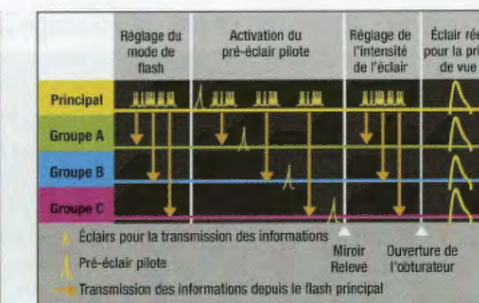 Réglage du
mode de
flash
Activation du
pré-éclair pilote
Réglage de
l'intensité
de l'éclair
Éclair rée
pour la pri
de vue
Principal
Groupe A
Groupe B
Groupe C
Éclairs pour la transmission des informations
Pré-éclair pilote
Transmission des informations depuis le flash principal
Miroir
Relevé
Ouverture de
l'obturateur